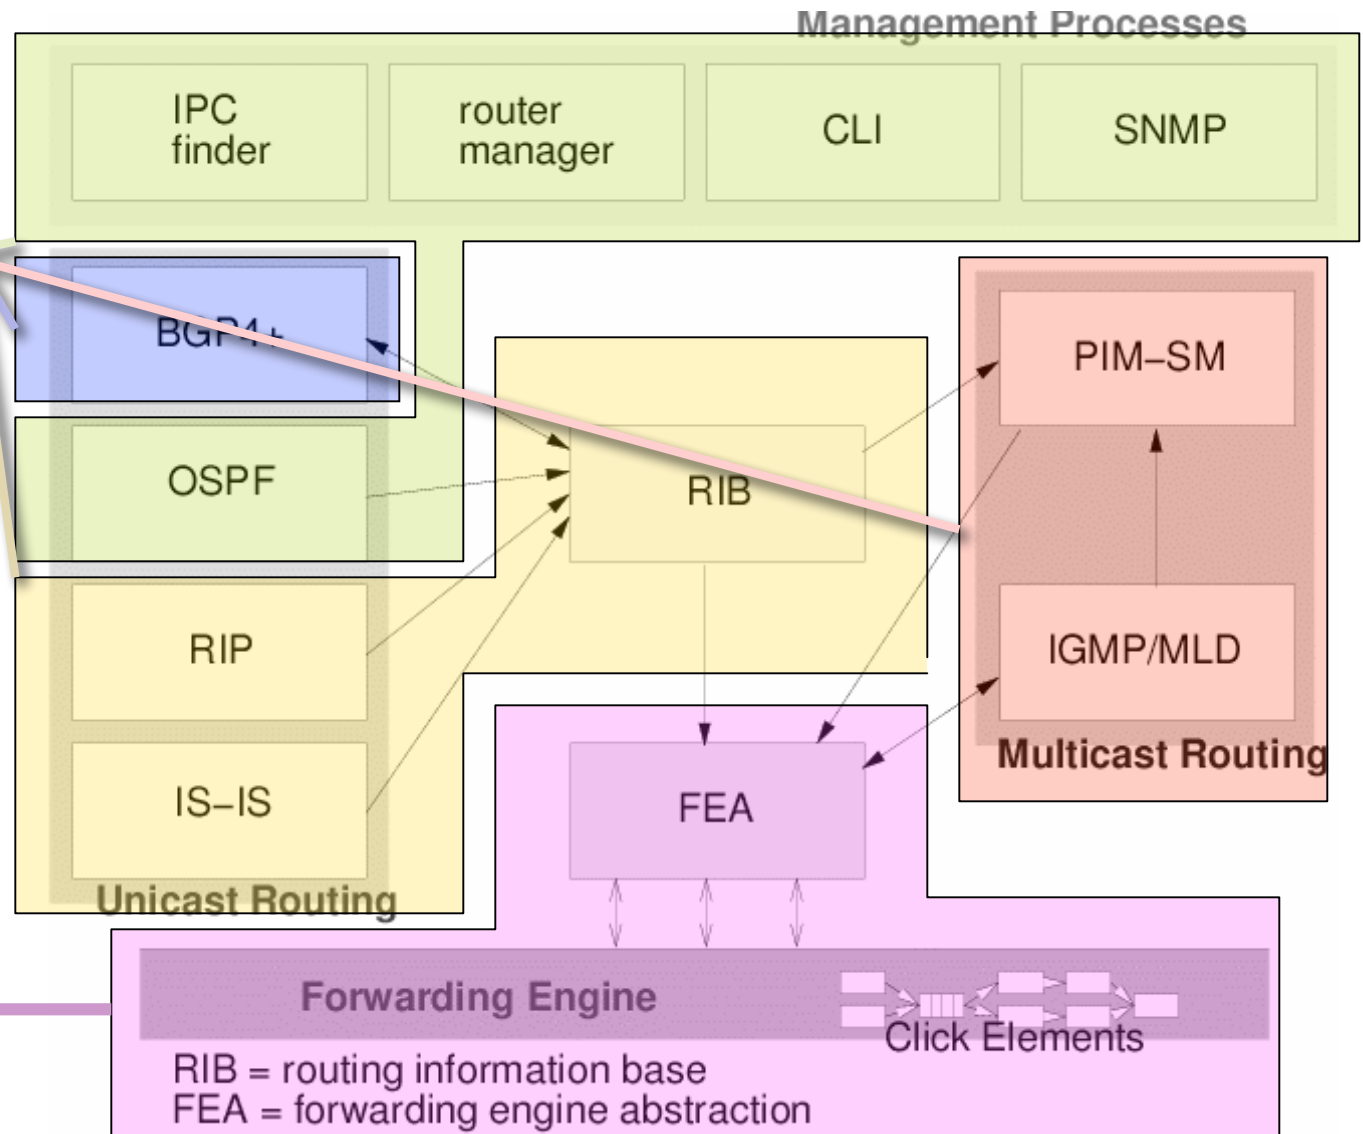 Management Processes
IPC
finder
router
manager
CLI
SNMP
BGP4+
OSPF
RIB
PIM–SM
RIP
IGMP/MLD
Multicast Routing
IS–IS
FEA
Unicast Routing
Forwarding Engine
Click Elements
RIB = routing information base
FEA = forwarding engine abstraction